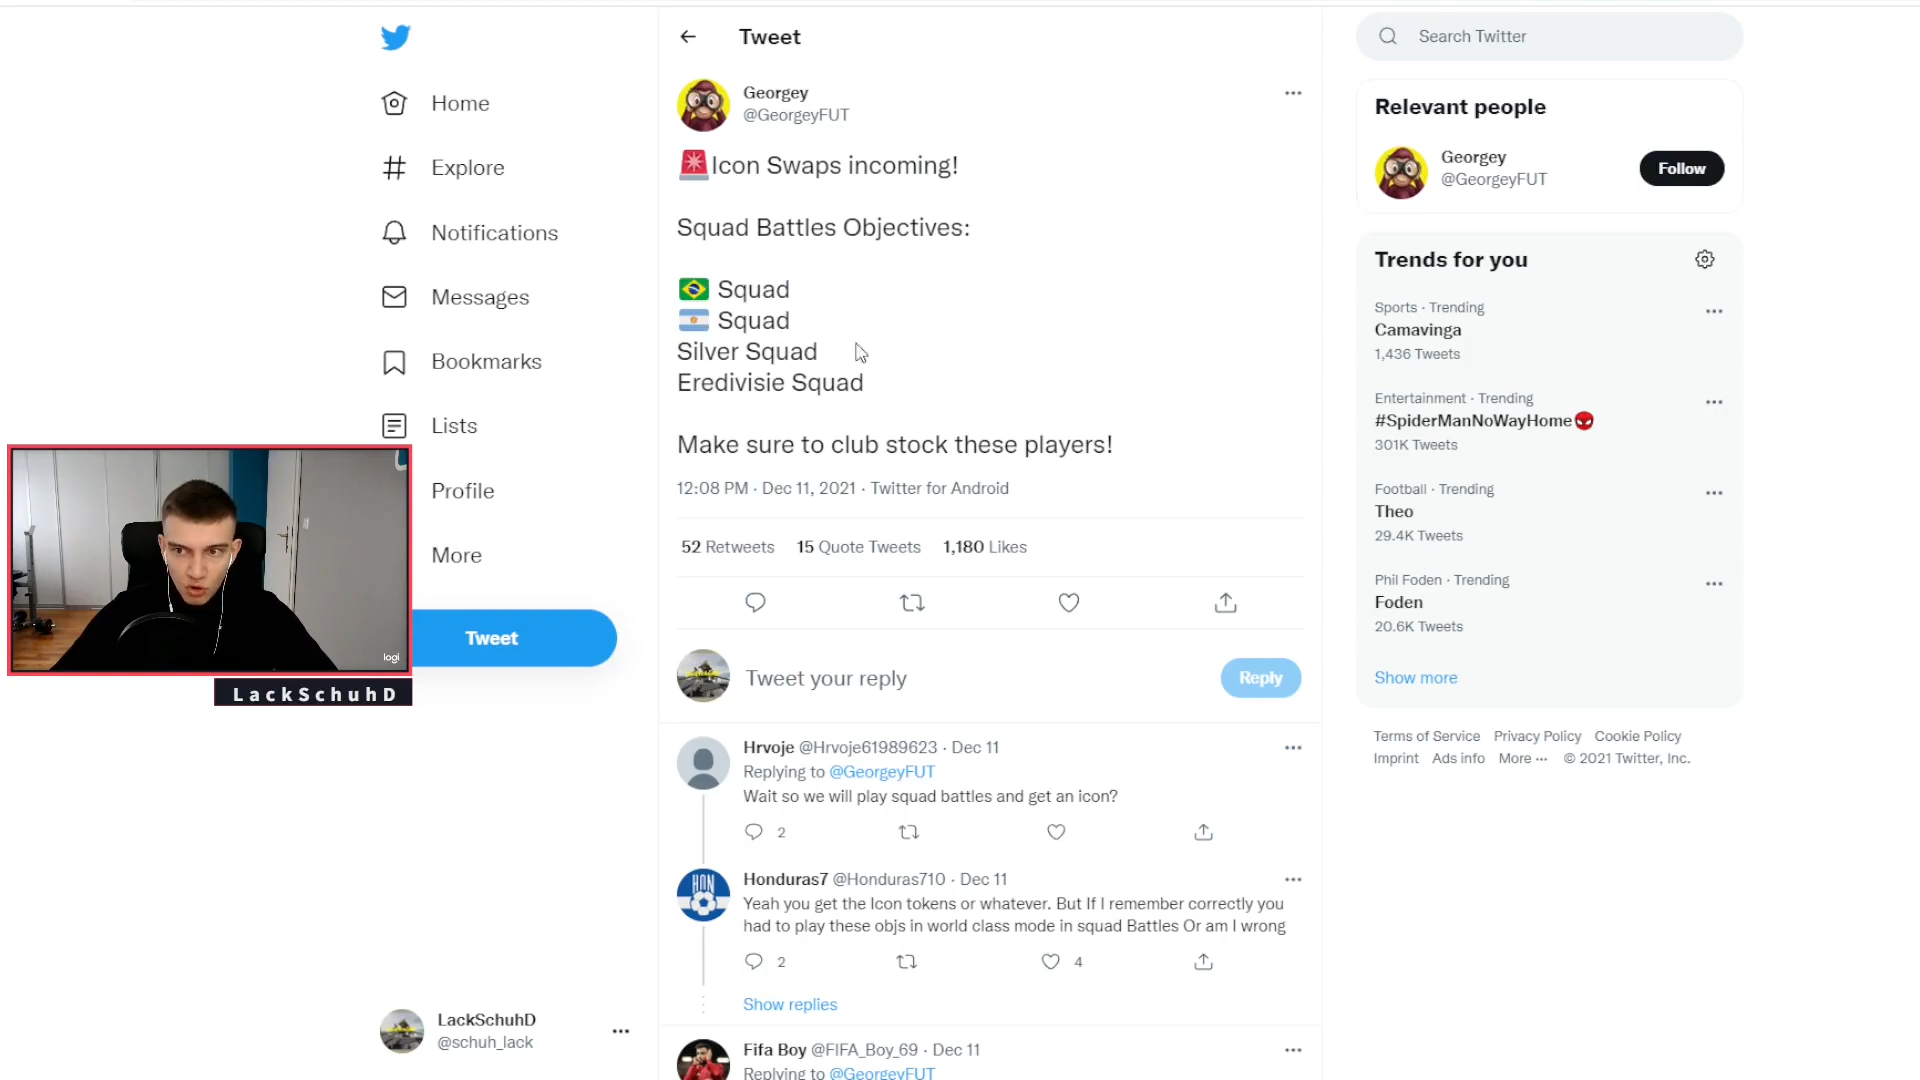 Home
Explore
Notifications
Messages
Bookmarks
Lists
Profile
More
Tweet
logi
LackSchuhD
LackSchuhD
@schuh_lack
Tweet
Georgey
@GeorgeyFUT
Icon Swaps incoming!
Squad Battles Objectives:
Squad
Squad
Silver Squad
Eredivisie Squad
Make sure to club stock these players!
12:08 PM · Dec 11, 2021 · Twitter for Android
52 Retweets 15 Quote Tweets 1,180 Likes
Tweet your reply
Reply
Hrvoje @Hrvoje61989623 · Dec 11
Replying to @GeorgeyFUT
Wait so we will play squad battles and get an icon?
2
HON
Honduras7 @Honduras710 · Dec 11
Yeah you get the Icon tokens or whatever. But If I remember correctly you
had to play these objs in world class mode in squad Battles Or am I wrong
2 4
Show replies
Fifa Boy @FIFA_Boy_69 · Dec 11
Replying to @GeorgeyFUT
Search Twitter
Relevant people
Georgey
@GeorgeyFUT
Follow
Trends for you
Sports · Trending
Camavinga
1,436 Tweets
Entertainment · Trending
#SpiderManNoWayHome
301K Tweets
Football · Trending
Theo
29.4K Tweets
Phil Foden · Trending
Foden
20.6K Tweets
Show more
Terms of Service Privacy Policy Cookie Policy
Imprint Ads info More ··· © 2021 Twitter, Inc.